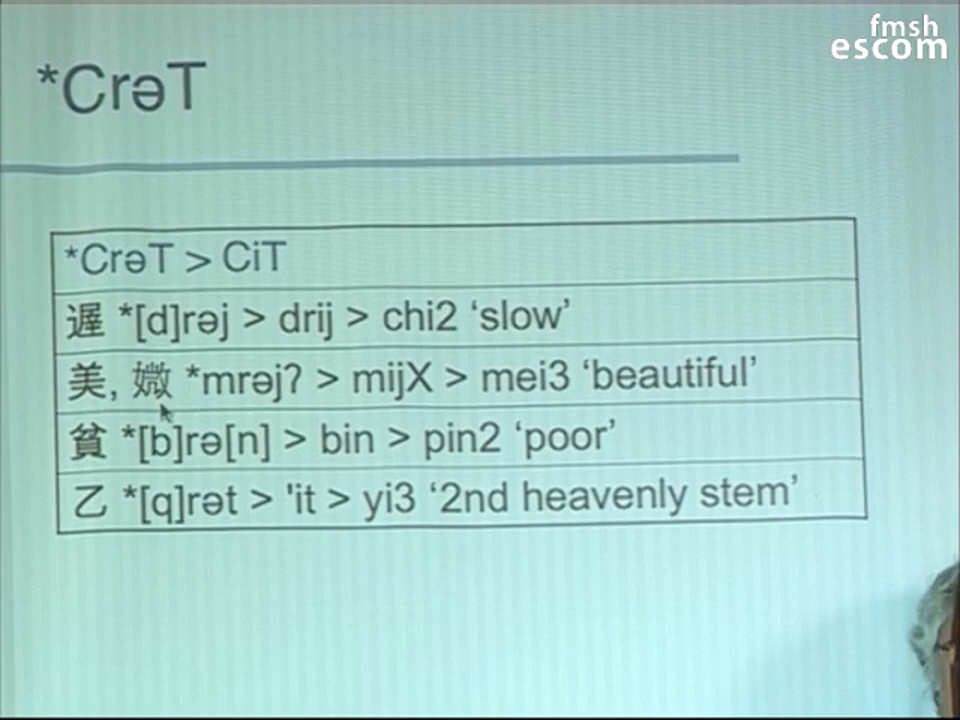 fmsh
escom
*CrəT
*CrəT > CiT
遲 *[d]rəj > drij > chi2 ‘slow’
美, 媺 *mrəj? > mijX > mei3 ‘beautiful’
貧 *[b]rə[n] > bin > pin2 ‘poor’
乙 *[q]rət > 'it > yi3 ‘2nd heavenly stem’